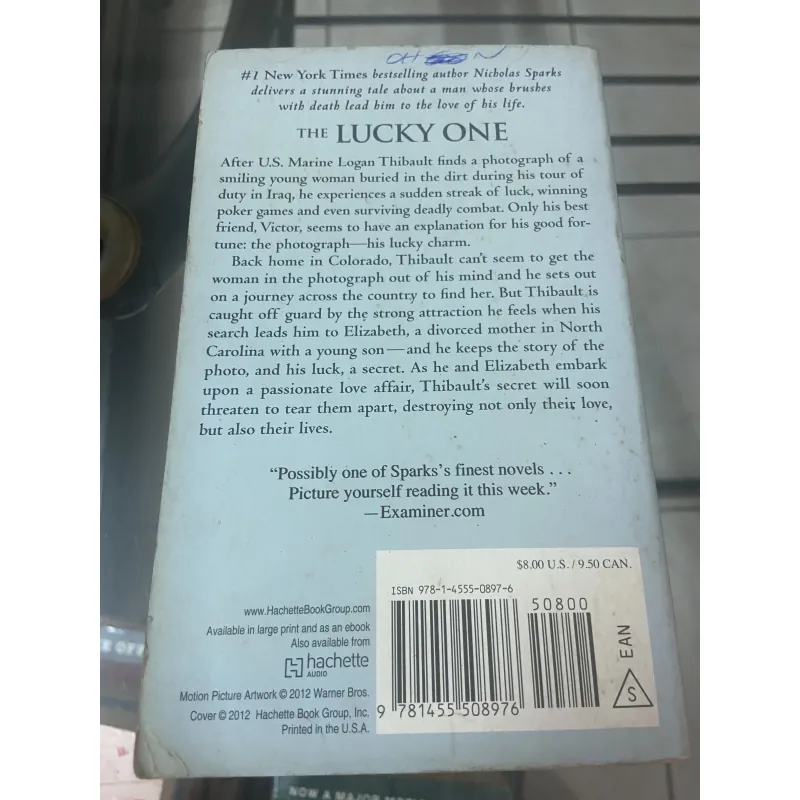 #1 New York Times bestselling author Nicholas Sparks
delivers a stunning tale about a man whose brushes
with death lead him to the love of his life.
THE LUCKY ONE
After U.S. Marine Logan Thibault finds a photograph of a
smiling young woman buried in the dirt during his tour of
duty in Iraq, he experiences a sudden streak of luck, winning
poker games and even surviving deadly combat. Only his best
friend, Victor, seems to have an explanation for his good for-
tune: the photograph—his lucky charm.
Back home in Colorado, Thibault can't seem to get the
woman in the photograph out of his mind and he sets out
on a journey across the country to find her. But Thibault is
caught off guard by the strong attraction he feels when his
search leads him to Elizabeth, a divorced mother in North
Carolina with a young son—and he keeps the story of the
photo, and his luck, a secret. As he and Elizabeth embark
upon a passionate love affair, Thibault's secret will soon
threaten to tear them apart, destroying not only their love,
but also their lives.
"Possibly one of Sparks's finest novels . . .
Picture yourself reading it this week."
—Examiner.com
$8.00 U.S. / 9.50 CAN.
ISBN 978-1-4555-0897-6
50800
EAN
S
9 781455 508976
www.HachetteBookGroup.com
Available in large print and as an ebook
Also available from
hachette
AUDIO
Motion Picture Artwork © 2012 Warner Bros.
Cover © 2012 Hachette Book Group, Inc.
Printed in the U.S.A.
NOW A MAJOR